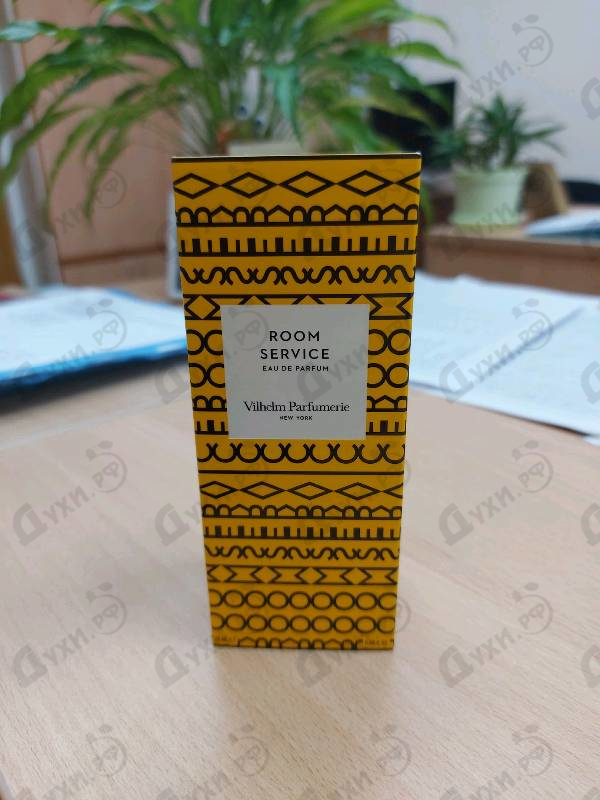 ROOM
SERVICE
EAU DE PARFUM
Vilhelm Parfumerie
NEW YORK
Духи.рф